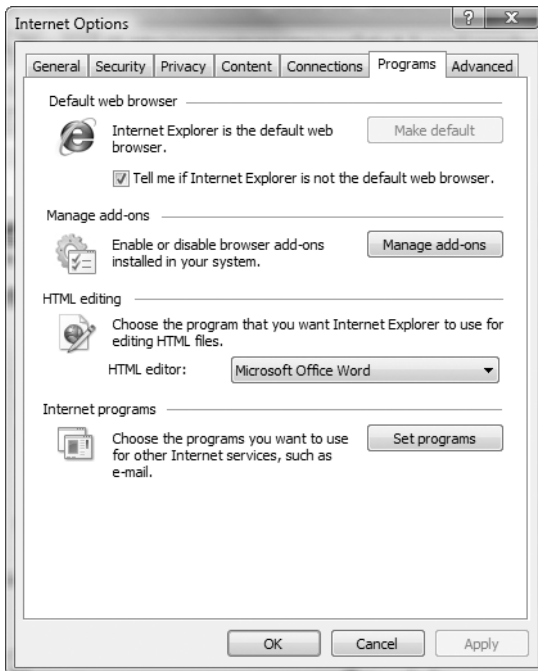 Internet Options
General Security Privacy Content Connections Programs Advanced
Default web browser
Internet Explorer is the default web
browser.
Make default
Tell me if Internet Explorer is not the default web browser.
Manage add-ons
Enable or disable browser add-ons
installed in your system.
Manage add-ons
HTML editing
Choose the program that you want Internet Explorer to use for
editing HTML files.
HTML editor:
Microsoft Office Word
Internet programs
Choose the programs you want to use
for other Internet services, such as
e-mail.
Set programs
OK Cancel Apply